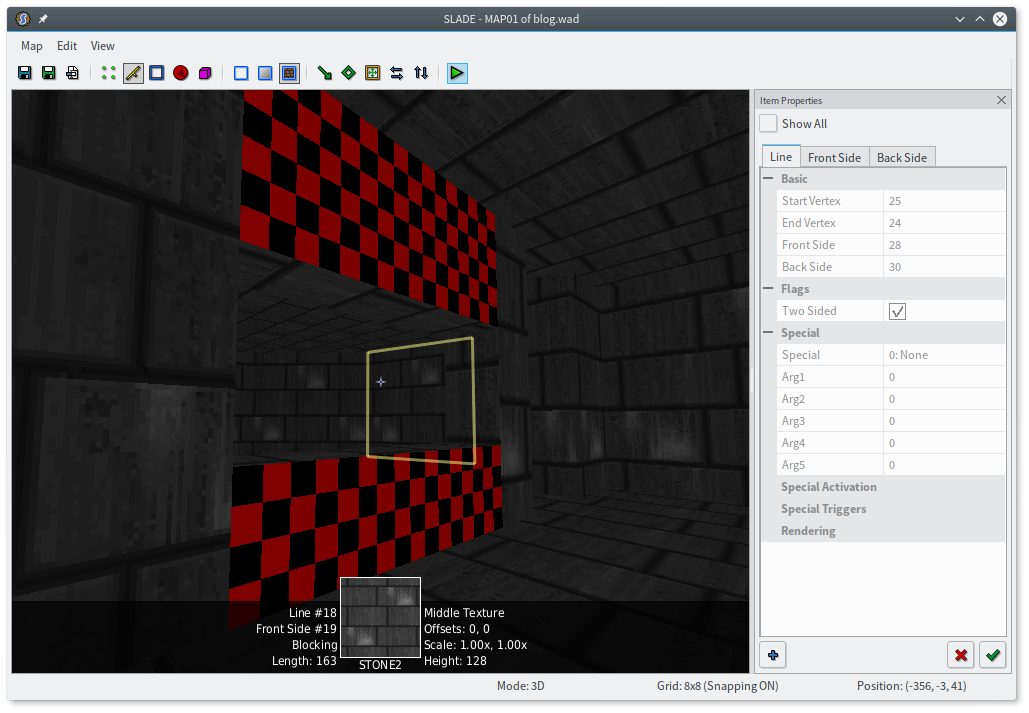 SLADE - MAP01 of blog.wad
Map Edit View
Item Properties
Show All
Line Front Side Back Side
Basic
Start Vertex 25
End Vertex 24
Front Side 28
Back Side 30
Flags
Two Sided
Special
Special 0: None
Arg1 0
Arg2 0
Arg3 0
Arg4 0
Arg5 0
Special Activation
Special Triggers
Rendering
Line #18
Front Side #19
Blocking
Length: 163
STONE2
Middle Texture
Offsets: 0, 0
Scale: 1.00x, 1.00x
Height: 128
Mode: 3D Grid: 8x8 (Snapping ON) Position: (-356, -3, 41)